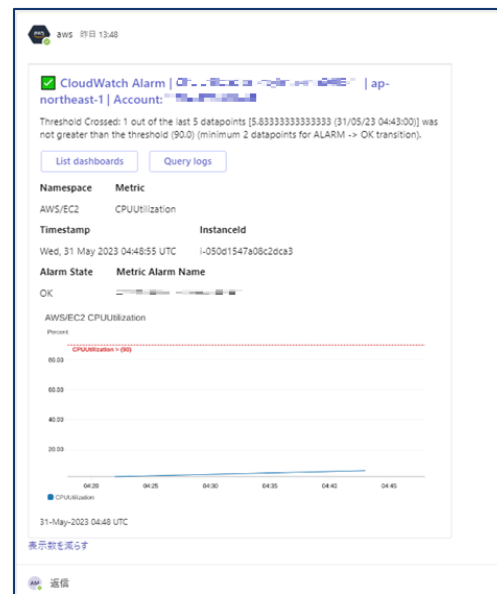 aws
aws 昨日 13:48
CloudWatch Alarm | | ap-
northeast-1 | Account:
Threshold Crossed: 1 out of the last 5 datapoints [5.83333333333333 (31/05/23 04:43:00)] was
not greater than the threshold (90.0) (minimum 2 datapoints for ALARM -> OK transition).
List dashboards Query logs
Namespace Metric
AWS/EC2 CPUUtilization
Timestamp InstanceId
Wed, 31 May 2023 04:48:55 UTC i-050d1547a08c2dca3
Alarm State Metric Alarm Name
OK
AWS/EC2 CPUUtilization
Percent
CPUUtilization > (90)
80.00
60.00
40.00
20.00
04:20 04:25 04:30 04:35 04:40 04:45
CPUUtilization
31-May-2023 04:48 UTC
表示数を減らす
返信